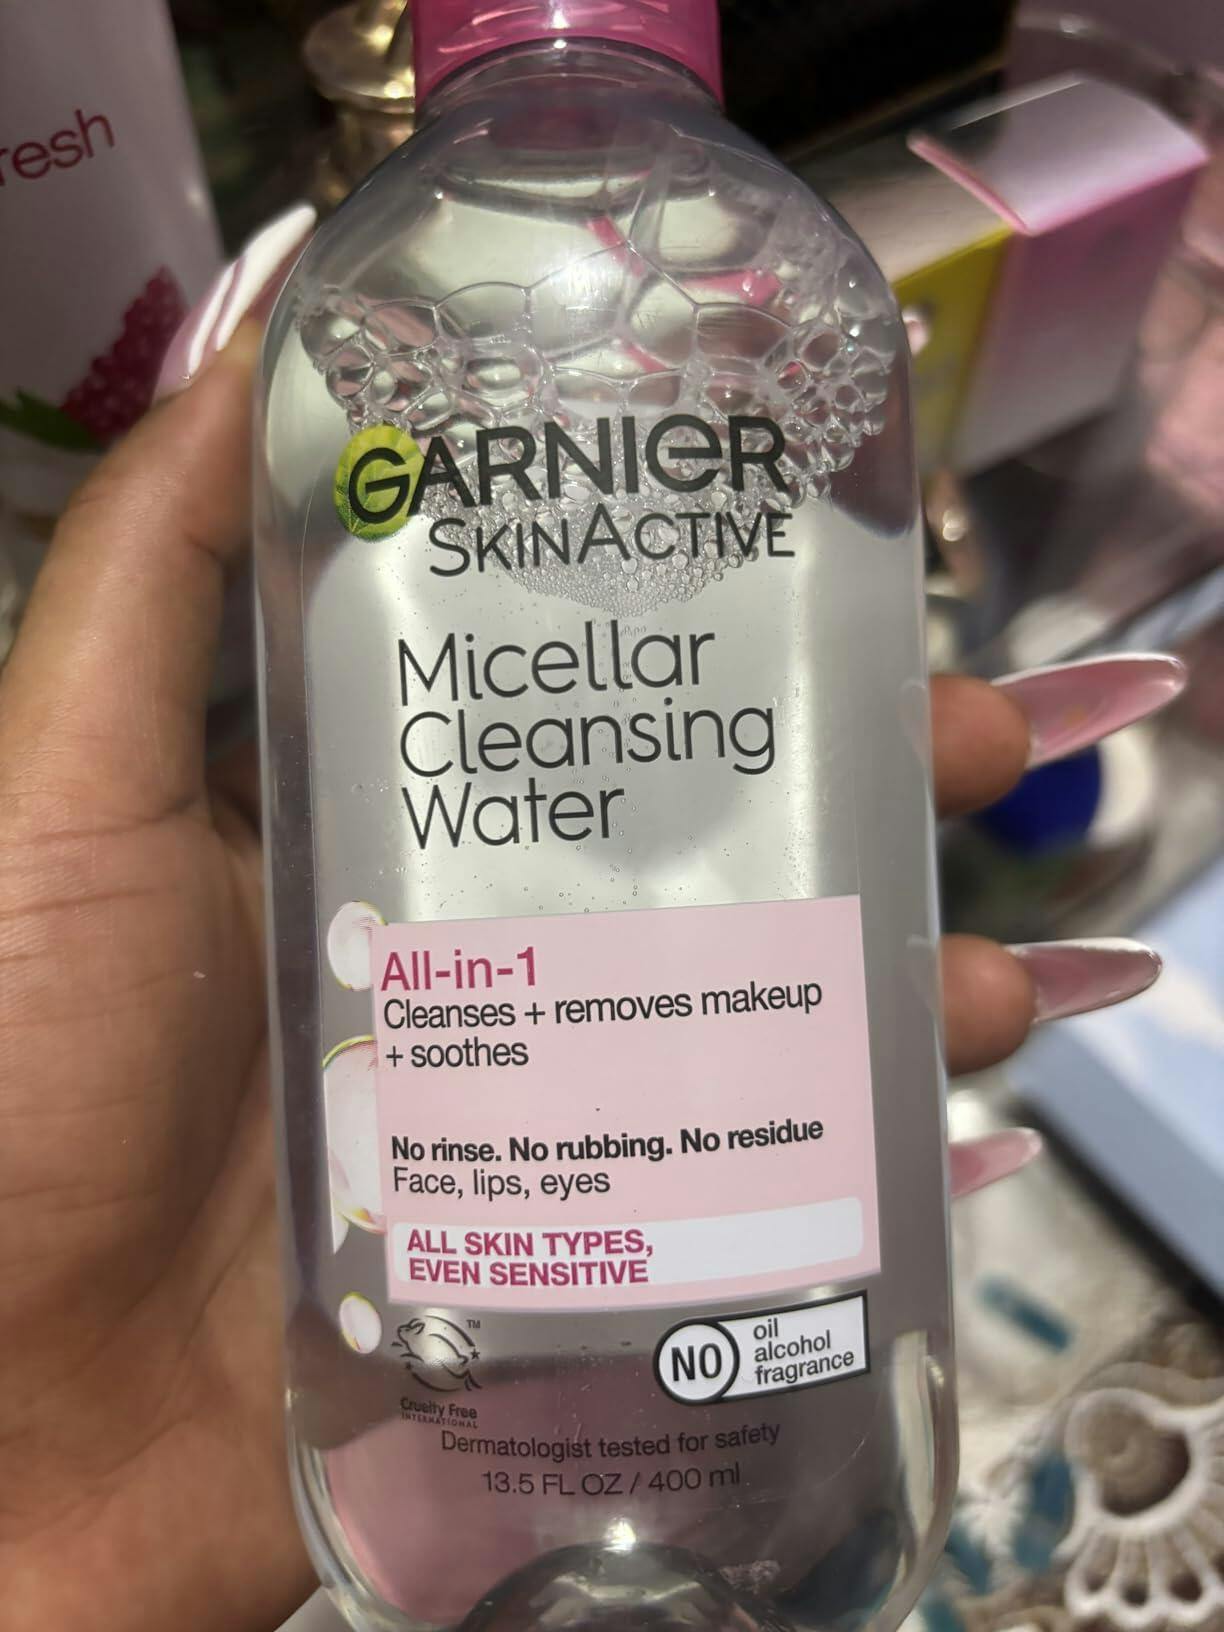 resh
GARNIER
SKINACTIVE
Micellar
Cleansing
Water
All-in-1
Cleanses + removes makeup
+ soothes
No rinse. No rubbing. No residue
Face, lips, eyes
ALL SKIN TYPES,
EVEN SENSITIVE
TM
Cruelty Free
INTERNATIONAL
NO
oil
alcohol
fragrance
Dermatologist tested for safety
13.5 FL OZ / 400 ml